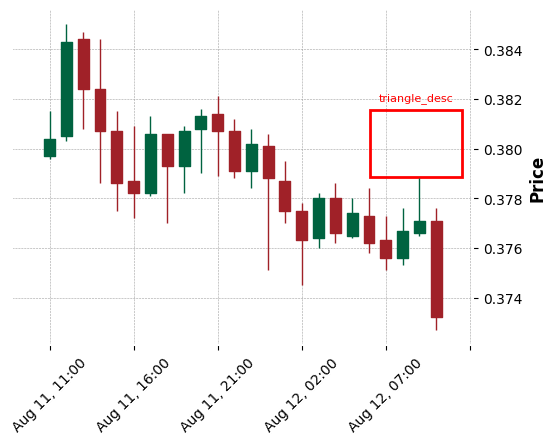 triangle_desc
0.384
0.382
0.380
0.378
0.376
0.374
Price
Aug 11, 11:00
Aug 11, 16:00
Aug 11, 21:00
Aug 12, 02:00
Aug 12, 07:00